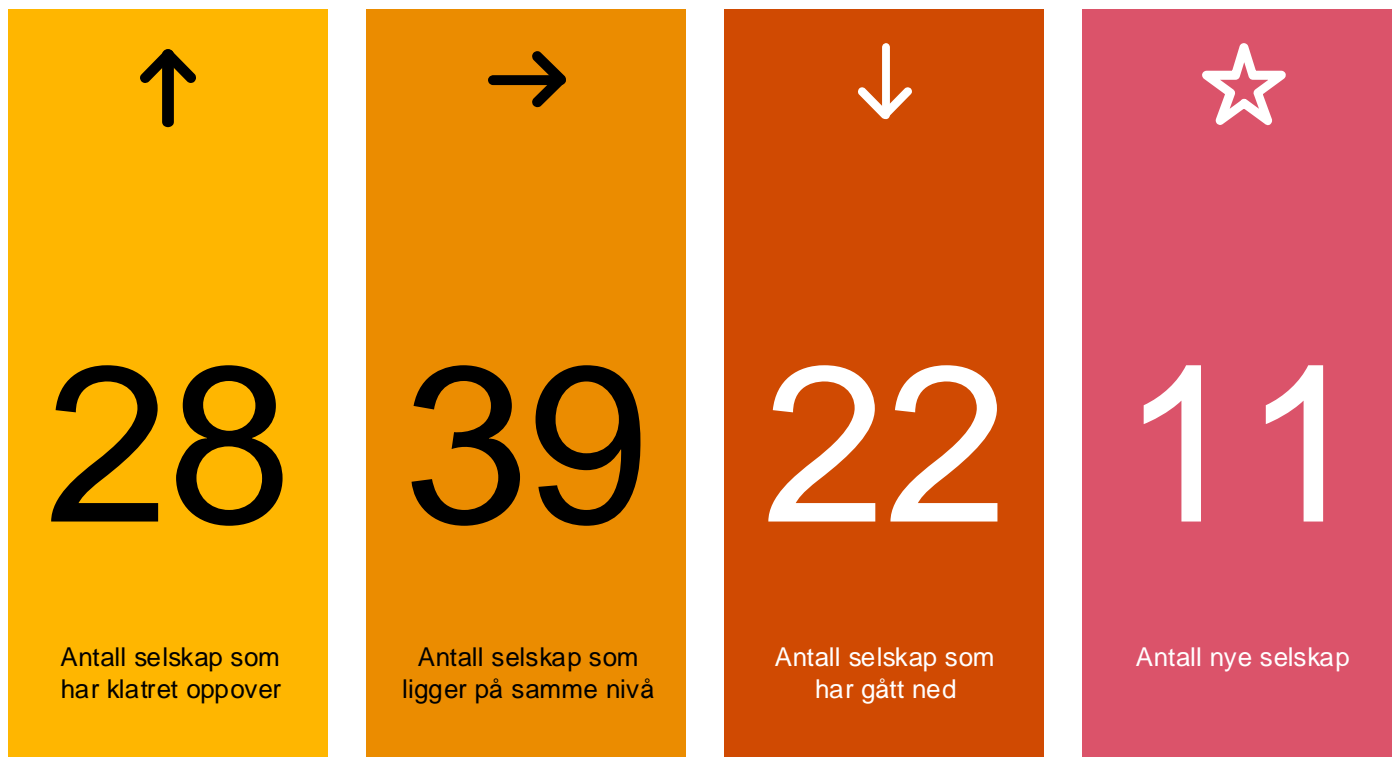 28
Antall selskap som
har klatret oppover
39
Antall selskap som
ligger på samme nivå
22
Antall selskap som
har gått ned
11
Antall nye selskap